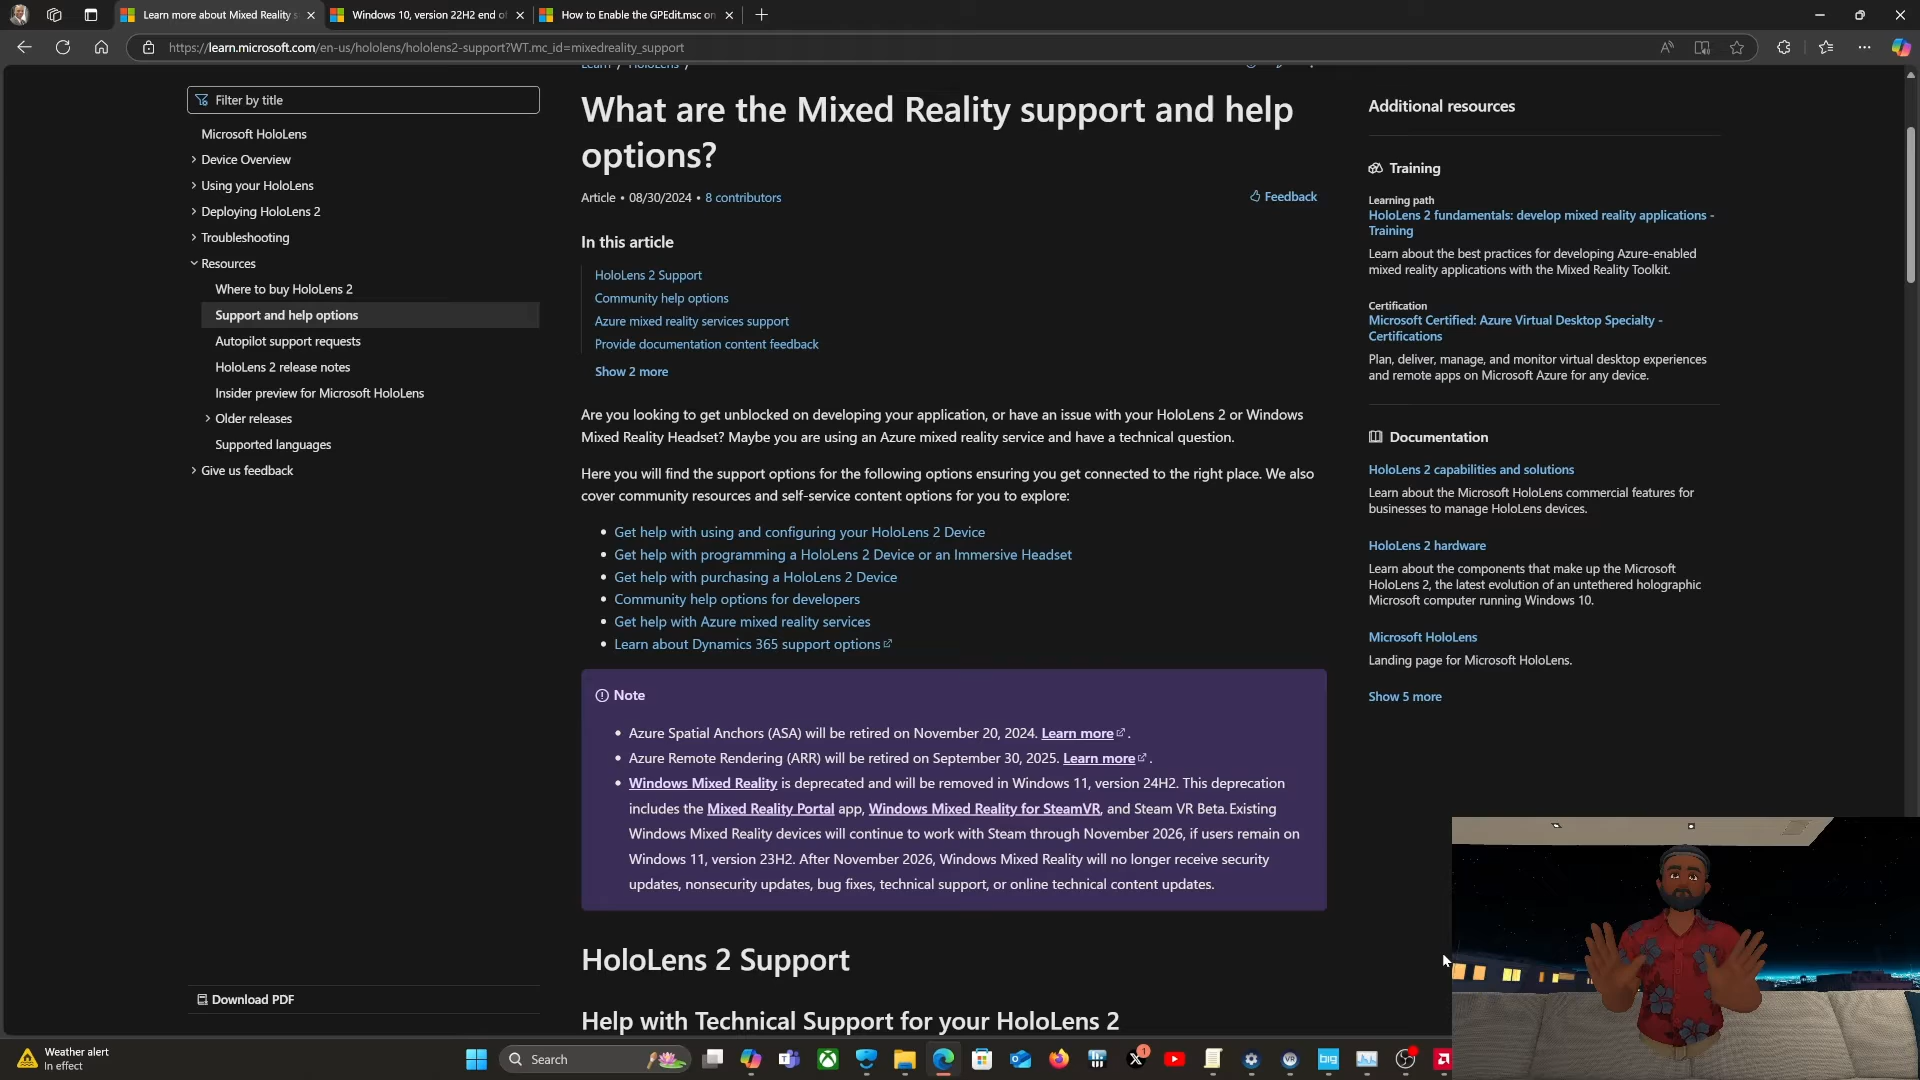 Learn more about Mixed Reality s
Windows 10, version 22H2 end o
How to Enable the GPEdit.msc on
https://learn.microsoft.com/en-us/hololens/hololens2-support?WT.mc_id=mixedreality_support
Learn / HoloLens /
Filter by title
Microsoft HoloLens
Device Overview
Using your HoloLens
Deploying HoloLens 2
Troubleshooting
Resources
Where to buy HoloLens 2
Support and help options
Autopilot support requests
HoloLens 2 release notes
Insider preview for Microsoft HoloLens
Older releases
Supported languages
Give us feedback
Download PDF
What are the Mixed Reality support and help
options?
Article • 08/30/2024 • 8 contributors
Feedback
In this article
HoloLens 2 Support
Community help options
Azure mixed reality services support
Provide documentation content feedback
Show 2 more
Are you looking to get unblocked on developing your application, or have an issue with your HoloLens 2 or Windows
Mixed Reality Headset? Maybe you are using an Azure mixed reality service and have a technical question.
Here you will find the support options for the following options ensuring you get connected to the right place. We also
cover community resources and self-service content options for you to explore:
• Get help with using and configuring your HoloLens 2 Device
• Get help with programming a HoloLens 2 Device or an Immersive Headset
• Get help with purchasing a HoloLens 2 Device
• Community help options for developers
• Get help with Azure mixed reality services
• Learn about Dynamics 365 support options
Note
• Azure Spatial Anchors (ASA) will be retired on November 20, 2024. Learn more .
• Azure Remote Rendering (ARR) will be retired on September 30, 2025. Learn more .
• Windows Mixed Reality is deprecated and will be removed in Windows 11, version 24H2. This deprecation
includes the Mixed Reality Portal app, Windows Mixed Reality for SteamVR, and Steam VR Beta. Existing
Windows Mixed Reality devices will continue to work with Steam through November 2026, if users remain on
Windows 11, version 23H2. After November 2026, Windows Mixed Reality will no longer receive security
updates, nonsecurity updates, bug fixes, technical support, or online technical content updates.
HoloLens 2 Support
Help with Technical Support for your HoloLens 2
Additional resources
Training
Learning path
HoloLens 2 fundamentals: develop mixed reality applications -
Training
Learn about the best practices for developing Azure-enabled
mixed reality applications with the Mixed Reality Toolkit.
Certification
Microsoft Certified: Azure Virtual Desktop Specialty -
Certifications
Plan, deliver, manage, and monitor virtual desktop experiences
and remote apps on Microsoft Azure for any device.
Documentation
HoloLens 2 capabilities and solutions
Learn about the Microsoft HoloLens commercial features for
businesses to manage HoloLens devices.
HoloLens 2 hardware
Learn about the components that make up the Microsoft
HoloLens 2, the latest evolution of an untethered holographic
Microsoft computer running Windows 10.
Microsoft HoloLens
Landing page for Microsoft HoloLens.
Show 5 more
Weather alert
In effect
Search